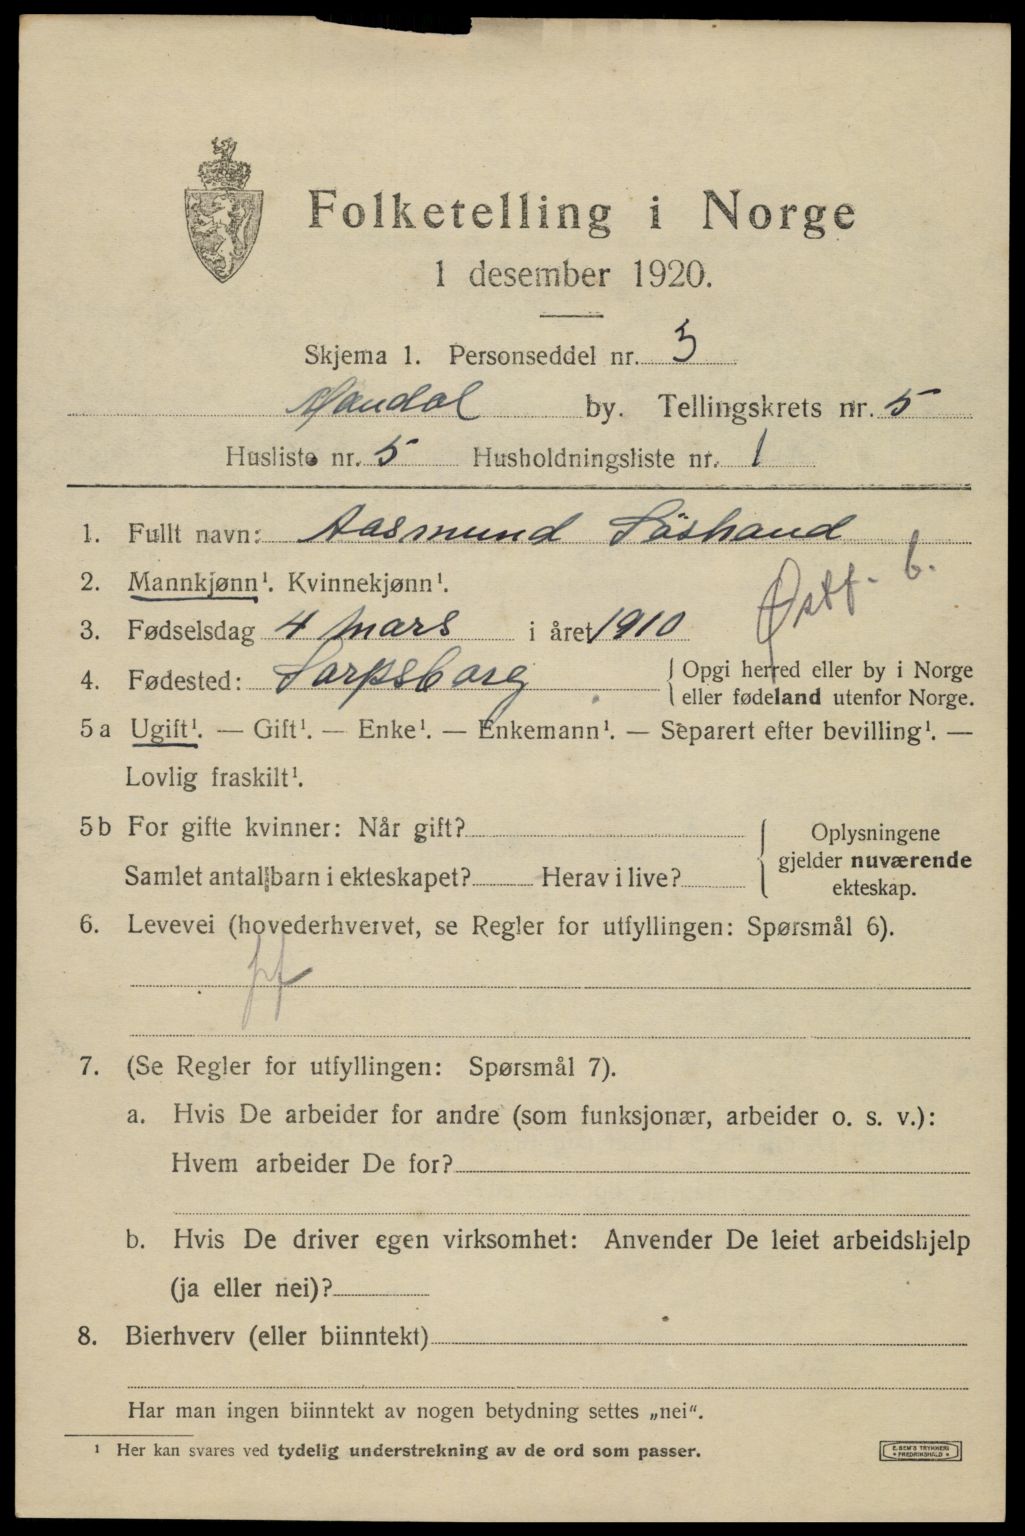 Folketelling i Norge
1 desember 1920.
Skjema 1. Personseddel nr. 3
Mandal by. Tellingskrets nr. 5
Husliste nr. 5 Husholdningsliste nr. 1
1. Fullt navn: Aasmund
2. Mannkjønn¹. Kvinnekjønn¹.
Østf. b.
3. Fødselsdag 4 mars i året 1910
4. Fødested: Sarpsborg { Opgi herred eller by i Norge
eller fødeland utenfor Norge.
5a Ugift¹. — Gift¹. — Enke¹. — Enkemann¹. — Separert efter bevilling¹. —
Lovlig fraskilt¹.
5b For gifte kvinner: Når gift?
Samlet antall barn i ekteskapet? Herav i live?
Oplysningene
gjelder nuværende
ekteskap.
6. Levevei (hovederhvervet, se Regler for utfyllingen: Spørsmål 6).
7. (Se Regler for utfyllingen: Spørsmål 7).
a. Hvis De arbeider for andre (som funksjonær, arbeider o. s. v.):
Hvem arbeider De for?
b. Hvis De driver egen virksomhet: Anvender De leiet arbeidshjelp
(ja eller nei)?
8. Bierhverv (eller biinntekt)
Har man ingen biinntekt av nogen betydning settes „nei".
¹ Her kan svares ved tydelig understrekning av de ord som passer.
E. SEM'S TRYKKERI
FREDRIKSHALD